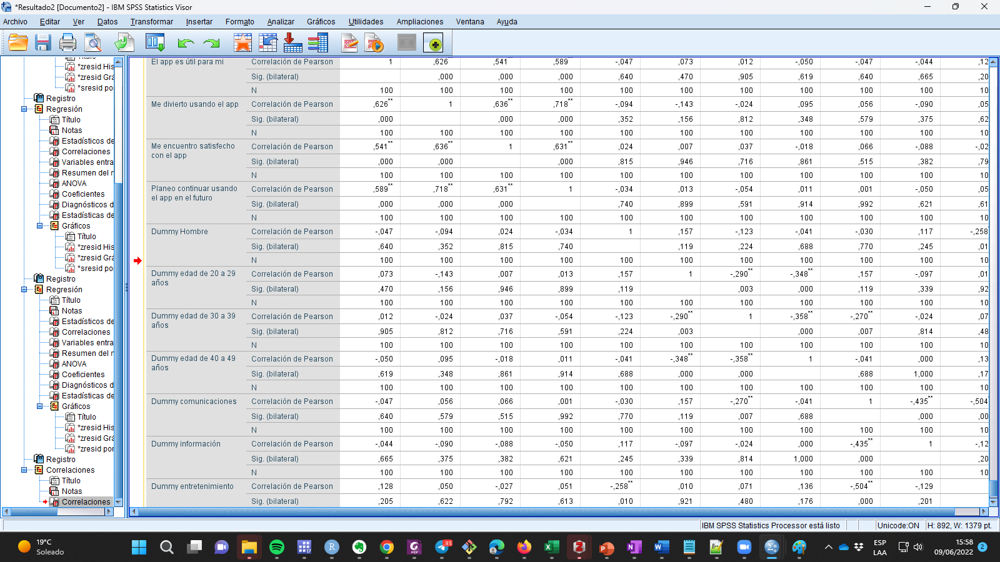 *Resultado2 [Documento2] - IBM SPSS Statistics Visor
Archivo Editar Ver Datos Transformar Insertar Formato Analizar Gráficos Utilidades Ampliaciones Ventana Ayuda
Título
*zresid His
*zresid Grá
*sresid po
Registro
Regresión
Título
Notas
Estadísticos de
Correlaciones
Variables entra
Resumen del
ANOVA
Coeficientes
Diagnósticos d
Estadísticas de
Gráficos
Título
*zresid His
*zresid Grá
*sresid po
Registro
Regresión
Título
Notas
Estadísticos de
Correlaciones
Variables entra
Resumen del
ANOVA
Coeficientes
Diagnósticos d
Estadísticas de
Gráficos
Título
*zresid His
*zresid Grá
*zresid por
Registro
Correlaciones
Título
Notas
Correlaciones
El app es útil para mi Correlación de Pearson 1 ,626 ,541 ,589 -,047 ,073 ,012 -,050 -,047 -,044 ,12
Sig. (bilateral) ,000 ,000 ,000 ,640 ,470 ,905 ,619 ,640 ,665 ,20
N 100 100 100 100 100 100 100 100 100 100 10
Me divierto usando el app Correlación de Pearson ,626** 1 ,636** ,718** -,094 -,143 -,024 ,095 ,056 -,090 ,05
Sig. (bilateral) ,000 ,000 ,000 ,352 ,156 ,812 ,348 ,579 ,375 ,62
N 100 100 100 100 100 100 100 100 100 100 10
Me encuentro satisfecho
con el app Correlación de Pearson ,541** ,636** 1 ,631** ,024 ,007 ,037 -,018 ,066 -,088 -,02
Sig. (bilateral) ,000 ,000 ,000 ,815 ,946 ,716 ,861 ,515 ,382 ,79
N 100 100 100 100 100 100 100 100 100 100 10
Planeo continuar usando
el app en el futuro Correlación de Pearson ,589** ,718** ,631** 1 -,034 ,013 -,054 ,011 ,001 -,050 ,05
Sig. (bilateral) ,000 ,000 ,000 ,740 ,899 ,591 ,914 ,992 ,621 ,61
N 100 100 100 100 100 100 100 100 100 100 10
Dummy Hombre Correlación de Pearson -,047 -,094 ,024 -,034 1 ,157 -,123 -,041 -,030 ,117 -,258
Sig. (bilateral) ,640 ,352 ,815 ,740 ,119 ,224 ,688 ,770 ,245 ,01
N 100 100 100 100 100 100 100 100 100 100 10
Dummy edad de 20 a 29
años Correlación de Pearson ,073 -,143 ,007 ,013 ,157 1 -,290** -,348** ,157 -,097 ,01
Sig. (bilateral) ,470 ,156 ,946 ,899 ,119 ,003 ,000 ,119 ,339 ,92
N 100 100 100 100 100 100 100 100 100 100 10
Dummy edad de 30 a 39
años Correlación de Pearson ,012 -,024 ,037 -,054 -,123 -,290** 1 -,358** -,270** -,024 ,07
Sig. (bilateral) ,905 ,812 ,716 ,591 ,224 ,003 ,000 ,007 ,814 ,48
N 100 100 100 100 100 100 100 100 100 100 10
Dummy edad de 40 a 49
años Correlación de Pearson -,050 ,095 -,018 ,011 -,041 -,348** -,358** 1 -,041 ,000 ,13
Sig. (bilateral) ,619 ,348 ,861 ,914 ,688 ,000 ,000 ,688 1,000 ,17
N 100 100 100 100 100 100 100 100 100 100 10
Dummy comunicaciones Correlación de Pearson -,047 ,056 ,066 ,001 -,030 ,157 -,270** -,041 1 -,435** -,504
Sig. (bilateral) ,640 ,579 ,515 ,992 ,770 ,119 ,007 ,688 ,000 ,00
N 100 100 100 100 100 100 100 100 100 100 10
Dummy información Correlación de Pearson -,044 -,090 -,088 -,050 ,117 -,097 -,024 ,000 -,435** 1 -,12
Sig. (bilateral) ,665 ,375 ,382 ,621 ,245 ,339 ,814 1,000 ,000 ,20
N 100 100 100 100 100 100 100 100 100 100 10
Dummy entretenimiento Correlación de Pearson ,128 ,050 -,027 ,051 -,258** ,010 ,071 ,136 -,504** -,129
Sig. (bilateral) ,205 ,622 ,792 ,613 ,010 ,921 ,480 ,176 ,000 ,201
IBM SPSS Statistics Processor está listo Unicode:ON H: 892, W: 1379 pt.
19°C
Soleado
95
ESP
LAA
15:58
09/06/2022
2